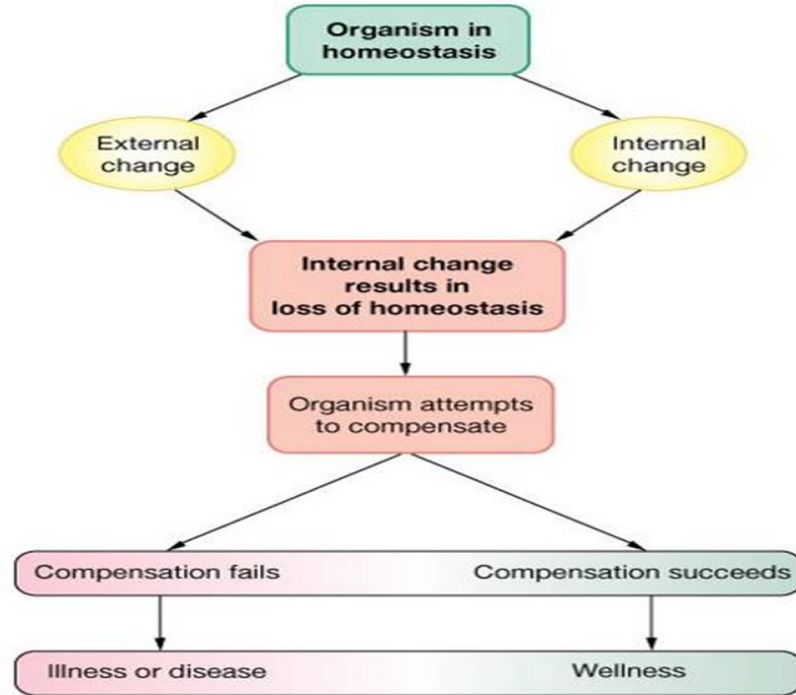 Organism in
homeostasis
External
change
Internal
change
Internal change
results in
loss of homeostasis
Organism attempts
to compensate
Compensation fails
Compensation succeeds
Illness or disease
Wellness